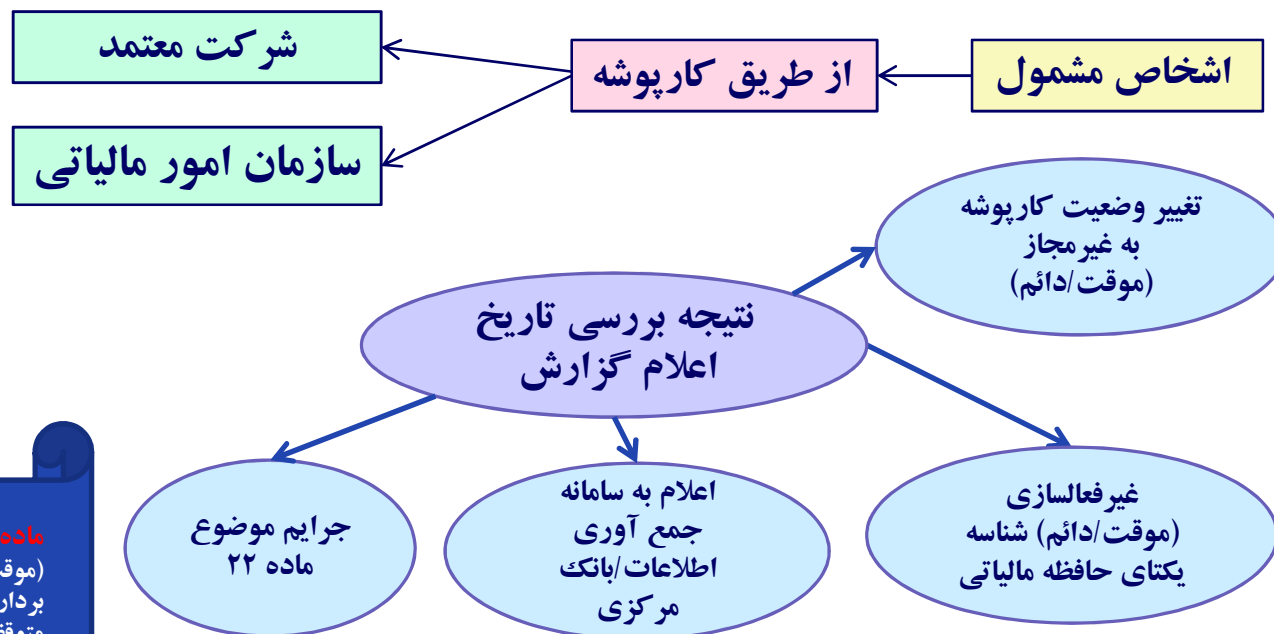 اشخاص مشمول
از طریق کارپوشه
شرکت معتمد
سازمان امور مالیاتی
تغییر وضعیت کارپوشه
به غیرمجاز
(موقت/دائم)
نتیجه بررسی تاریخ
اعلام گزارش
غیرفعالسازی
(موقت/دائم) شناسه
یکتای حافظه مالیاتی
اعلام به سامانه
جمع آوری
اطلاعات/بانک
مرکزی
جرایم موضوع
ماده ۲۲
ماده